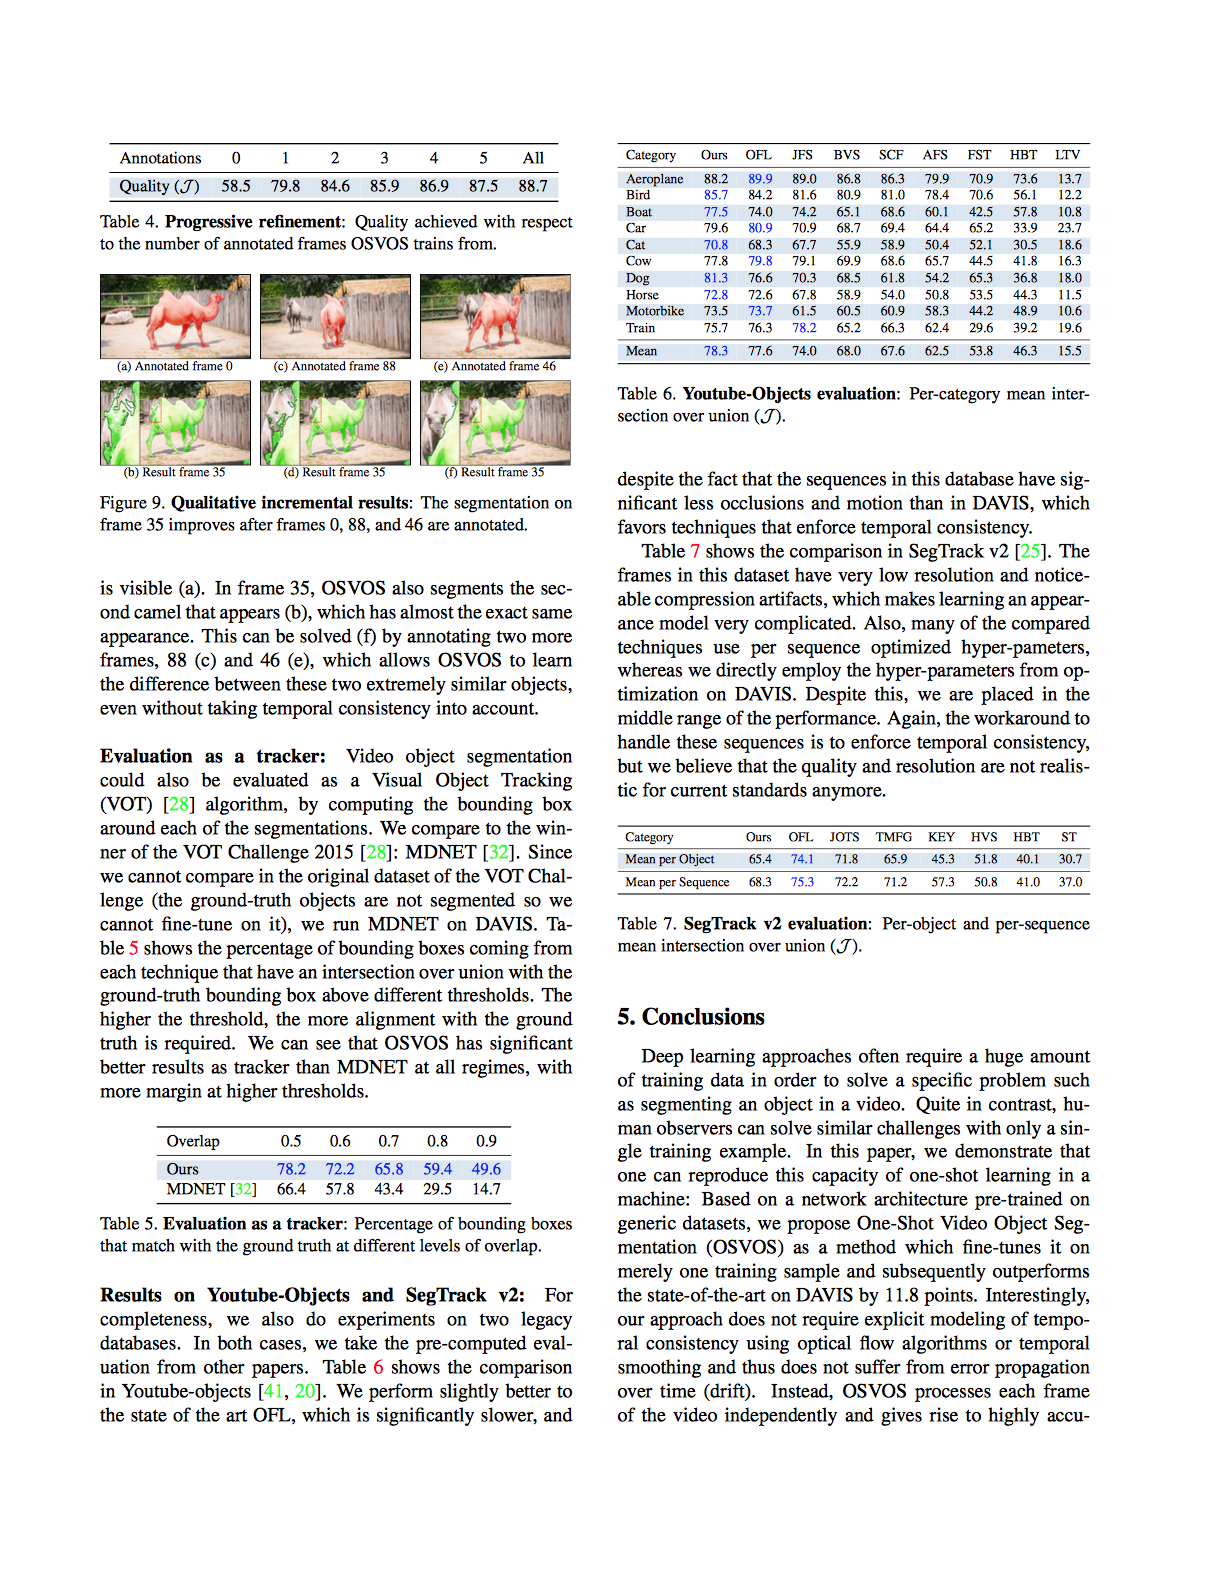 Annotations 0 1 2 3 4 5 All
Quality (𝒥) 58.5 79.8 84.6 85.9 86.9 87.5 88.7
Table 4. Progressive refinement: Quality achieved with respect
to the number of annotated frames OSVOS trains from.
(a) Annotated frame 0 (c) Annotated frame 88 (e) Annotated frame 46
(b) Result frame 35 (d) Result frame 35 (f) Result frame 35
Figure 9. Qualitative incremental results: The segmentation on
frame 35 improves after frames 0, 88, and 46 are annotated.
is visible (a). In frame 35, OSVOS also segments the sec-
ond camel that appears (b), which has almost the exact same
appearance. This can be solved (f) by annotating two more
frames, 88 (c) and 46 (e), which allows OSVOS to learn
the difference between these two extremely similar objects,
even without taking temporal consistency into account.
Evaluation as a tracker: Video object segmentation
could also be evaluated as a Visual Object Tracking
(VOT) [28] algorithm, by computing the bounding box
around each of the segmentations. We compare to the win-
ner of the VOT Challenge 2015 [28]: MDNET [32]. Since
we cannot compare in the original dataset of the VOT Chal-
lenge (the ground-truth objects are not segmented so we
cannot fine-tune on it), we run MDNET on DAVIS. Ta-
ble 5 shows the percentage of bounding boxes coming from
each technique that have an intersection over union with the
ground-truth bounding box above different thresholds. The
higher the threshold, the more alignment with the ground
truth is required. We can see that OSVOS has significant
better results as tracker than MDNET at all regimes, with
more margin at higher thresholds.
Overlap 0.5 0.6 0.7 0.8 0.9
Ours 78.2 72.2 65.8 59.4 49.6
MDNET [32] 66.4 57.8 43.4 29.5 14.7
Table 5. Evaluation as a tracker: Percentage of bounding boxes
that match with the ground truth at different levels of overlap.
Results on Youtube-Objects and SegTrack v2: For
completeness, we also do experiments on two legacy
databases. In both cases, we take the pre-computed eval-
uation from other papers. Table 6 shows the comparison
in Youtube-objects [41, 20]. We perform slightly better to
the state of the art OFL, which is significantly slower, and
Category Ours OFL JFS BVS SCF AFS FST HBT LTV
Aeroplane 88.2 89.9 89.0 86.8 86.3 79.9 70.9 73.6 13.7
Bird 85.7 84.2 81.6 80.9 81.0 78.4 70.6 56.1 12.2
Boat 77.5 74.0 74.2 65.1 68.6 60.1 42.5 57.8 10.8
Car 79.6 80.9 70.9 68.7 69.4 64.4 65.2 33.9 23.7
Cat 70.8 68.3 67.7 55.9 58.9 50.4 52.1 30.5 18.6
Cow 77.8 79.8 79.1 69.9 68.6 65.7 44.5 41.8 16.3
Dog 81.3 76.6 70.3 68.5 61.8 54.2 65.3 36.8 18.0
Horse 72.8 72.6 67.8 58.9 54.0 50.8 53.5 44.3 11.5
Motorbike 73.5 73.7 61.5 60.5 60.9 58.3 44.2 48.9 10.6
Train 75.7 76.3 78.2 65.2 66.3 62.4 29.6 39.2 19.6
Mean 78.3 77.6 74.0 68.0 67.6 62.5 53.8 46.3 15.5
Table 6. Youtube-Objects evaluation: Per-category mean inter-
section over union (𝒥).
despite the fact that the sequences in this database have sig-
nificant less occlusions and motion than in DAVIS, which
favors techniques that enforce temporal consistency.
Table 7 shows the comparison in SegTrack v2 [25]. The
frames in this dataset have very low resolution and notice-
able compression artifacts, which makes learning an appear-
ance model very complicated. Also, many of the compared
techniques use per sequence optimized hyper-pameters,
whereas we directly employ the hyper-parameters from op-
timization on DAVIS. Despite this, we are placed in the
middle range of the performance. Again, the workaround to
handle these sequences is to enforce temporal consistency,
but we believe that the quality and resolution are not realis-
tic for current standards anymore.
Category Ours OFL JOTS TMFG KEY HVS HBT ST
Mean per Object 65.4 74.1 71.8 65.9 45.3 51.8 40.1 30.7
Mean per Sequence 68.3 75.3 72.2 71.2 57.3 50.8 41.0 37.0
Table 7. SegTrack v2 evaluation: Per-object and per-sequence
mean intersection over union (𝒥).
5. Conclusions
Deep learning approaches often require a huge amount
of training data in order to solve a specific problem such
as segmenting an object in a video. Quite in contrast, hu-
man observers can solve similar challenges with only a sin-
gle training example. In this paper, we demonstrate that
one can reproduce this capacity of one-shot learning in a
machine: Based on a network architecture pre-trained on
generic datasets, we propose One-Shot Video Object Seg-
mentation (OSVOS) as a method which fine-tunes it on
merely one training sample and subsequently outperforms
the state-of-the-art on DAVIS by 11.8 points. Interestingly,
our approach does not require explicit modeling of tempo-
ral consistency using optical flow algorithms or temporal
smoothing and thus does not suffer from error propagation
over time (drift). Instead, OSVOS processes each frame
of the video independently and gives rise to highly accu-